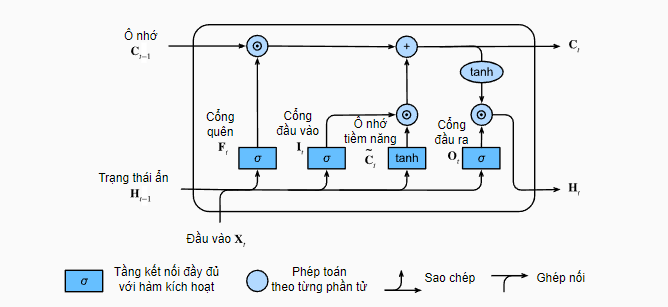 Ô nhớ
C_{t-1}
C_t
tanh
Cổng
quên
F_t
Cổng
đầu vào
I_t
Ô nhớ
tiềm năng
C̃_t
Cổng
đầu ra
O_t
σ
σ
tanh
σ
Trạng thái ẩn
H_{t-1}
H_t
Đầu vào X_t
σ
Tầng kết nối đầy đủ
với hàm kích hoạt
Phép toán
theo từng phần tử
Sao chép
Ghép nối